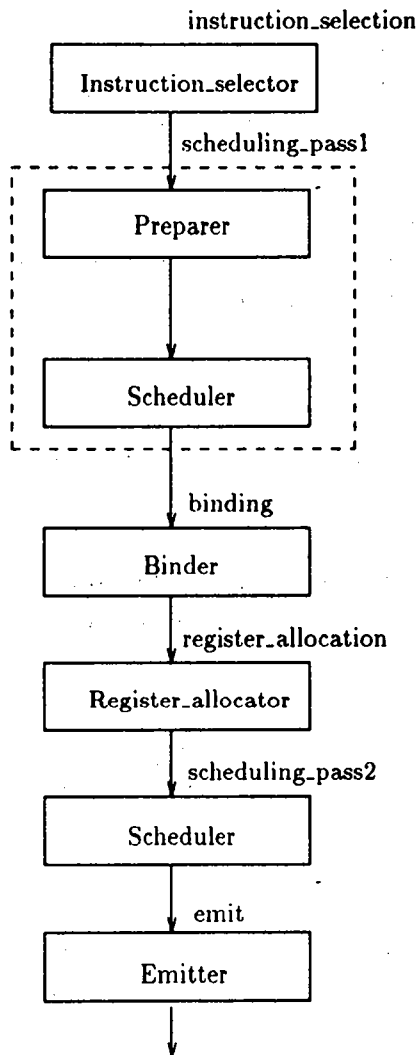 instruction_selection
Instruction_selector
scheduling_pass1
Preparer
Scheduler
binding
Binder
register_allocation
Register_allocator
scheduling_pass2
Scheduler
emit
Emitter